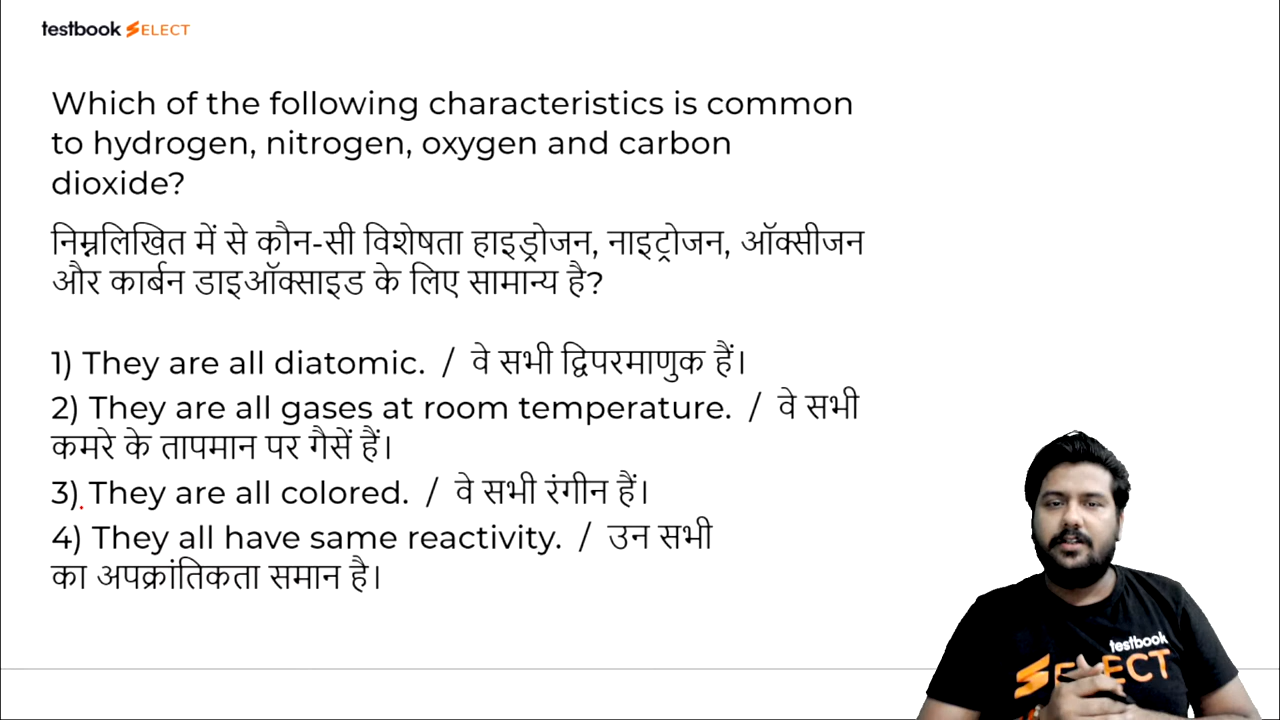 testbook SELECT
Which of the following characteristics is common
to hydrogen, nitrogen, oxygen and carbon
dioxide?
निम्नलिखित में से कौन-सी विशेषता हाइड्रोजन, नाइट्रोजन, ऑक्सीजन
और कार्बन डाइऑक्साइड के लिए सामान्य है?
1) They are all diatomic. / वे सभी द्विपरमाणुक हैं।
2) They are all gases at room temperature. / वे सभी
कमरे के तापमान पर गैसें हैं।
3) They are all colored. / वे सभी रंगीन हैं।
4) They all have same reactivity. / उन सभी
का अपक्रांतिकता समान है।
testbook
SELECT